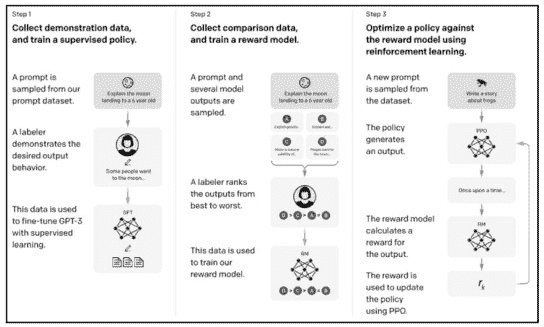 Step 1
Collect demonstration data,
and train a supervised policy.
A prompt is
sampled from our
prompt dataset.
Explain the moon
landing to a 6 year old
A labeler
demonstrates the
desired output
behavior.
Some people went
to the moon...
This data is used
to fine-tune GPT-3
with supervised
learning.
SFT
Step 2
Collect comparison data,
and train a reward model.
A prompt and
several model
outputs are
sampled.
Explain the moon
landing to a 6 year old
A
B
C
D
A labeler ranks
the outputs from
best to worst.
D > C > A = B
This data is used
to train our
reward model.
RM
D > C > A = B
Step 3
Optimize a policy against
the reward model using
reinforcement learning.
A new prompt
is sampled from
the dataset.
Write a story
about frogs
The policy
generates
an output.
PPO
Once upon a time...
The reward model
calculates a
reward for
the output.
RM
The reward is
used to update
the policy
using PPO.
rk